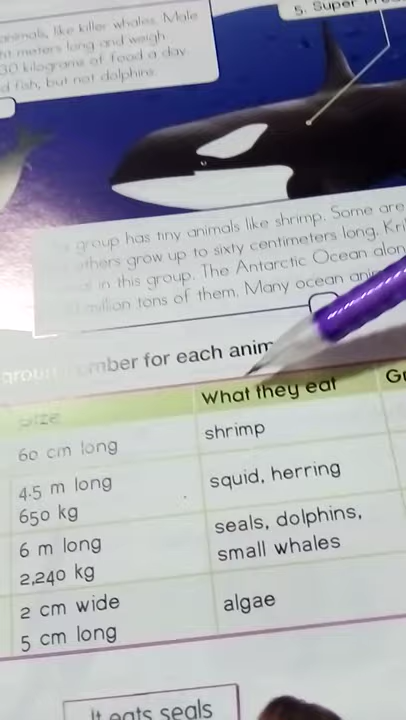 animals, like killer whales. Male
meters long and weigh
30 kilograms of food a day.
d fish, but not dolphins.
5. Super
group has tiny animals like shrimp. Some are
others grow up to sixty centimeters long. Kri
in this group. The Antarctic Ocean alon
million tons of them. Many ocean ani
group number for each anim
Size
What they eat
60 cm long
shrimp
4.5 m long
650 kg
squid, herring
6 m long
2,240 kg
seals, dolphins,
small whales
2 cm wide
5 cm long
algae
It eats seals